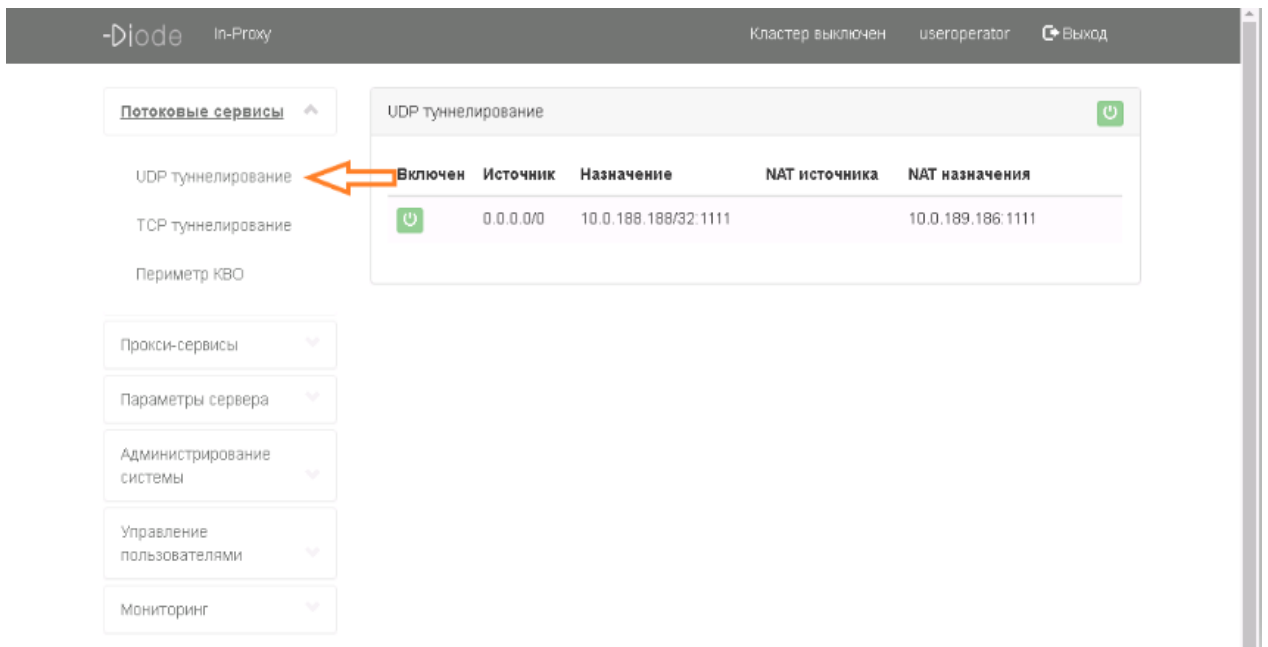 -Diode In-Proxy Кластер выключен useroperator Выход
Потоковые сервисы
UDP туннелирование
TCP туннелирование
Периметр КВО
Прокси-сервисы
Параметры сервера
Администрирование
системы
Управление
пользователями
Мониторинг
UDP туннелирование
Включен Источник Назначение NAT источника NAT назначения
0.0.0.0/0 10.0.188.188/32:1111 10.0.189.186:1111